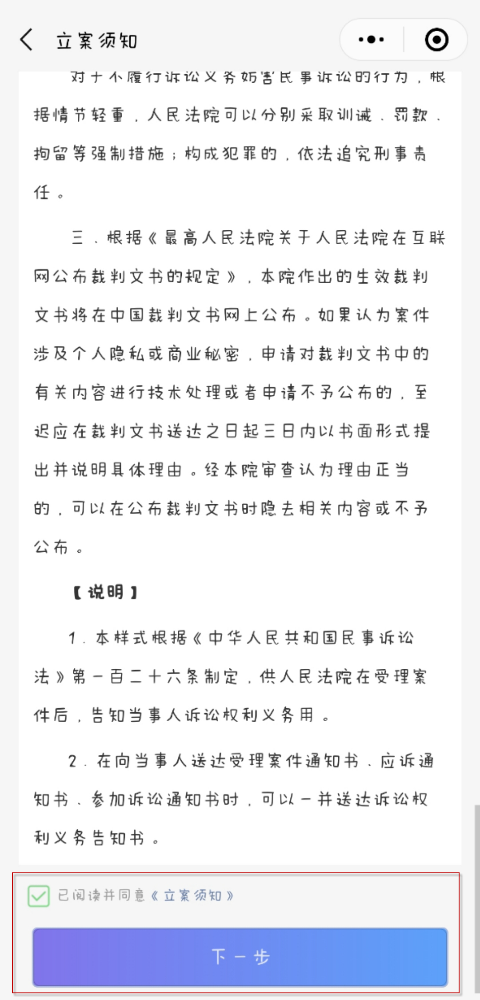 立案须知
对于不履行诉讼义务妨害民事诉讼的行为，根
据情节轻重，人民法院可以分别采取训诫、罚款、
拘留等强制措施；构成犯罪的，依法追究刑事责
任。
三、根据《最高人民法院关于人民法院在互联
网公布裁判文书的规定》，本院作出的生效裁判
文书将在中国裁判文书网上公布。如果认为案件
涉及个人隐私或商业秘密，申请对裁判文书中的
有关内容进行技术处理或者申请不予公布的，至
迟应在裁判文书送达之日起三日内以书面形式提
出并说明具体理由。经本院审查认为理由正当
的，可以在公布裁判文书时隐去相关内容或不予
公布。
【说明】
1．本样式根据《中华人民共和国民事诉讼
法》第一百二十六条制定，供人民法院在受理案
件后，告知当事人诉讼权利义务用。
2．在向当事人送达受理案件通知书、应诉通
知书、参加诉讼通知书时，可以一并送达诉讼权
利义务告知书。
已阅读并同意《立案须知》
下一步